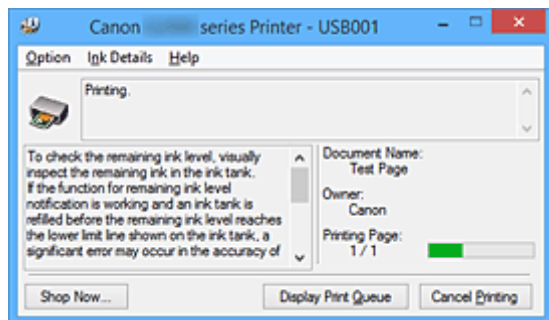 Canon series Printer - USB001
Option Ink Details Help
Printing.
To check the remaining ink level, visually
inspect the remaining ink in the ink tank.
If the function for remaining ink level
notification is working and an ink tank is
refilled before the remaining ink level reaches
the lower limit line shown on the ink tank, a
significant error may occur in the accuracy of
Document Name:
Test Page
Owner:
Canon
Printing Page:
1 / 1
Shop Now... Display Print Queue Cancel Printing